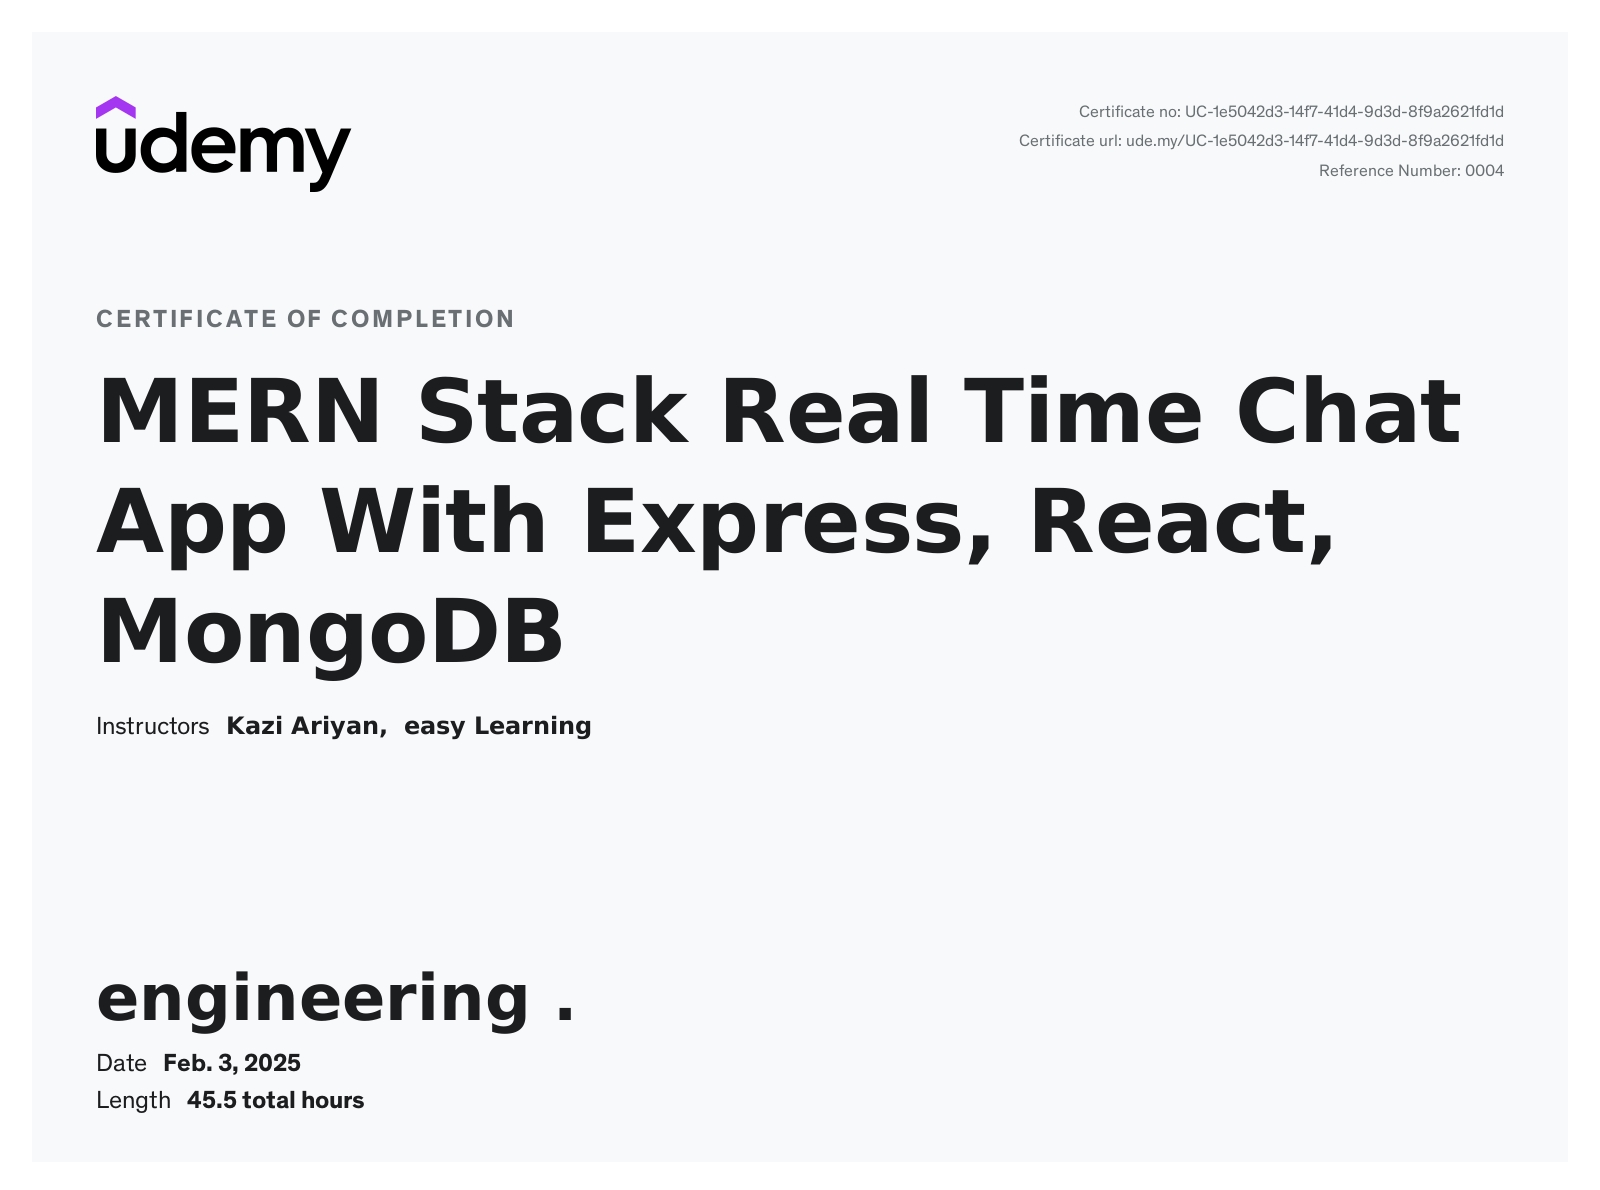 udemy
Certificate no: UC-1e5042d3-14f7-41d4-9d3d-8f9a2621fd1d
Certificate url: ude.my/UC-1e5042d3-14f7-41d4-9d3d-8f9a2621fd1d
Reference Number: 0004
CERTIFICATE OF COMPLETION
MERN Stack Real Time Chat
App With Express, React,
MongoDB
Instructors Kazi Ariyan, easy Learning
engineering .
Date Feb. 3, 2025
Length 45.5 total hours